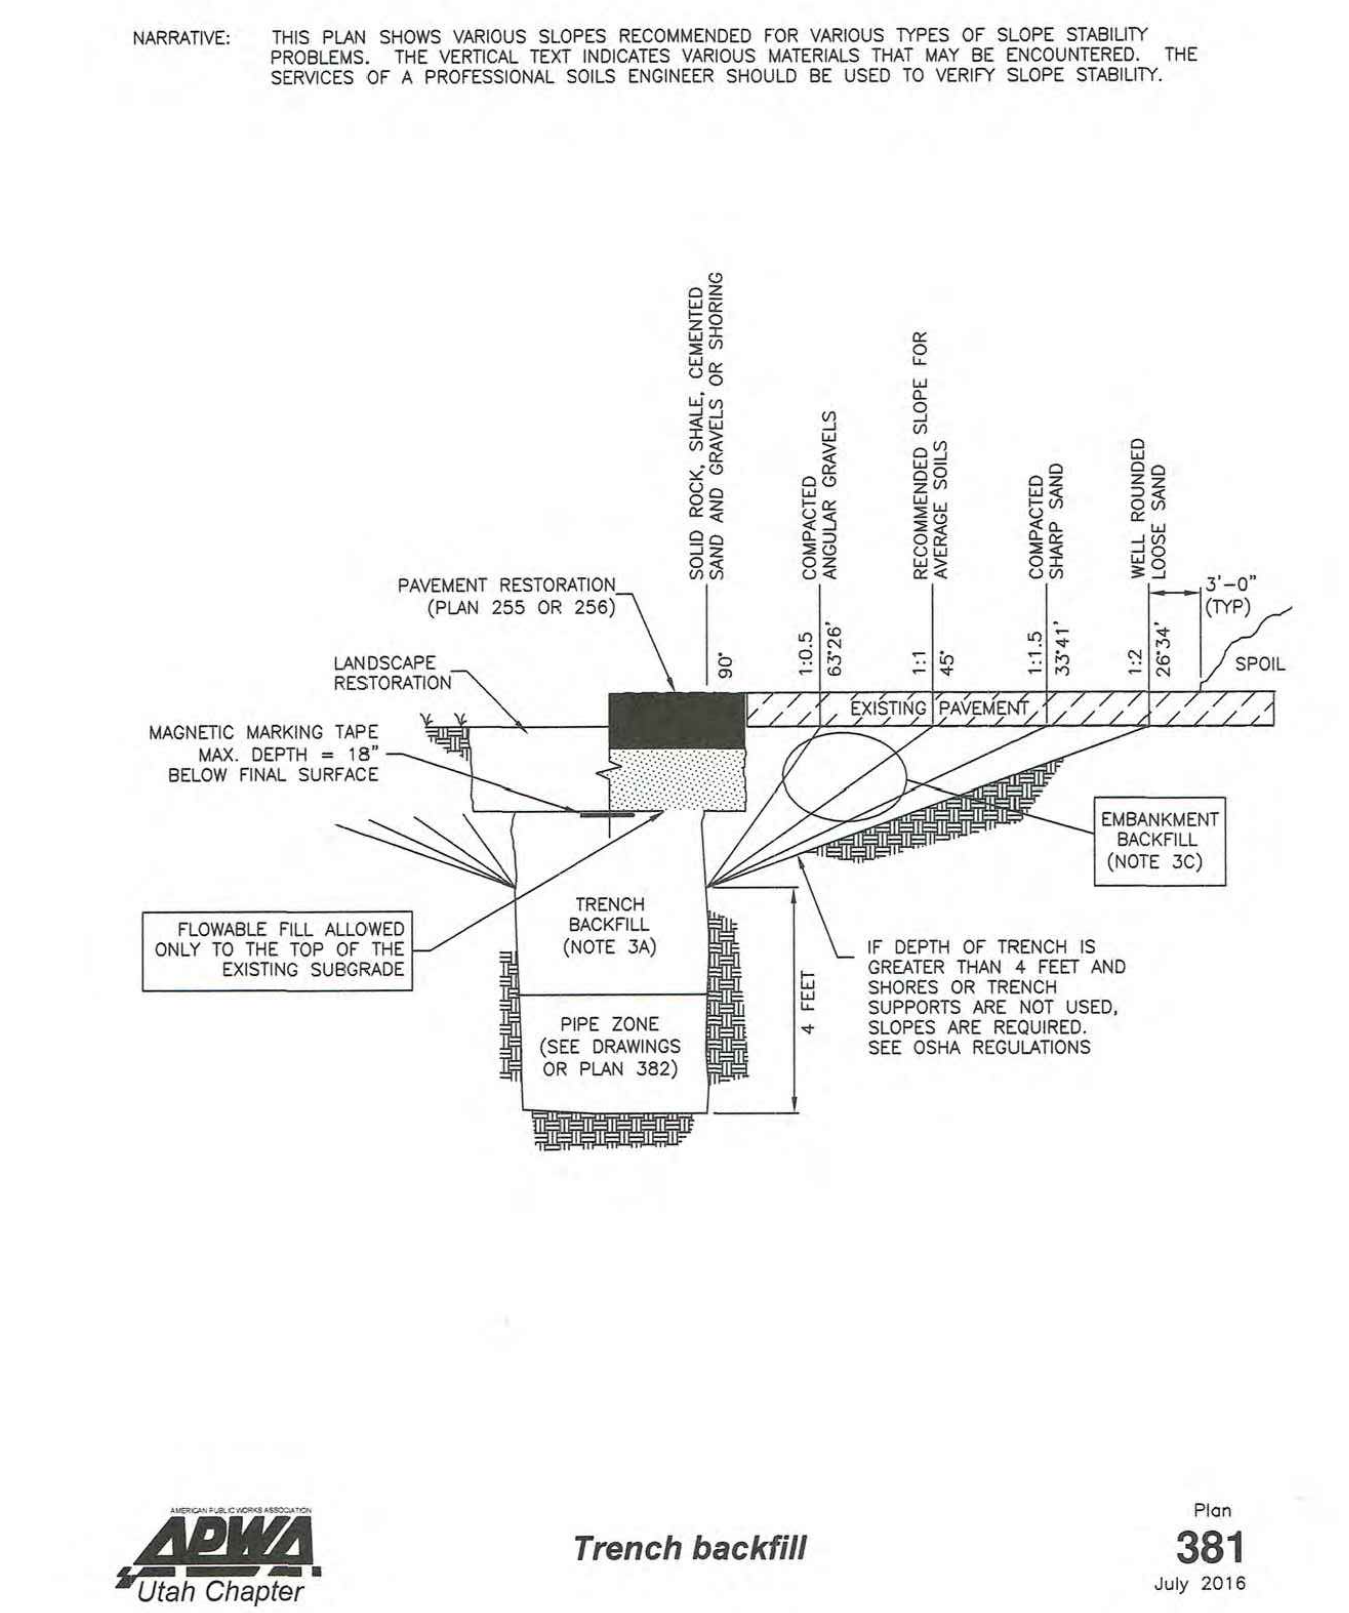 NARRATIVE: THIS PLAN SHOWS VARIOUS SLOPES RECOMMENDED FOR VARIOUS TYPES OF SLOPE STABILITY
PROBLEMS. THE VERTICAL TEXT INDICATES VARIOUS MATERIALS THAT MAY BE ENCOUNTERED. THE
SERVICES OF A PROFESSIONAL SOILS ENGINEER SHOULD BE USED TO VERIFY SLOPE STABILITY.
SOLID ROCK, SHALE, CEMENTED
SAND AND GRAVELS OR SHORING
90°
COMPACTED
ANGULAR GRAVELS
1:0.5
63°26'
RECOMMENDED SLOPE FOR
AVERAGE SOILS
1:1
45°
COMPACTED
SHARP SAND
1:1.5
33°41'
WELL ROUNDED
LOOSE SAND
1:2
26°34'
3'-0"
(TYP)
SPOIL
PAVEMENT RESTORATION
(PLAN 255 OR 256)
LANDSCAPE
RESTORATION
EXISTING PAVEMENT
MAGNETIC MARKING TAPE
MAX. DEPTH = 18"
BELOW FINAL SURFACE
EMBANKMENT
BACKFILL
(NOTE 3C)
TRENCH
BACKFILL
(NOTE 3A)
FLOWABLE FILL ALLOWED
ONLY TO THE TOP OF THE
EXISTING SUBGRADE
4 FEET
IF DEPTH OF TRENCH IS
GREATER THAN 4 FEET AND
SHORES OR TRENCH
SUPPORTS ARE NOT USED,
SLOPES ARE REQUIRED.
SEE OSHA REGULATIONS
PIPE ZONE
(SEE DRAWINGS
OR PLAN 382)
AMERICAN PUBLIC WORKS ASSOCIATION
APWA
Utah Chapter
Trench backfill
Plan
381
July 2016